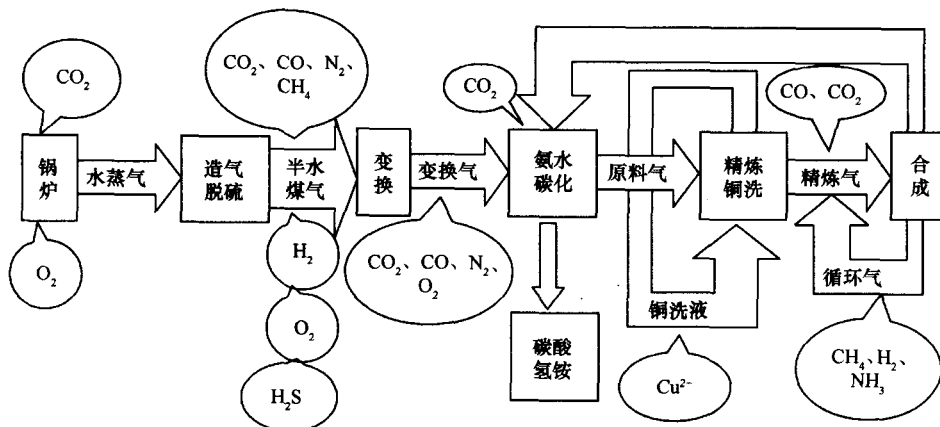 CO₂
锅
炉
O₂
水蒸气
造气
脱硫
CO₂、CO、N₂、
CH₄
半水
煤气
H₂
O₂
H₂S
变
换
变换气
CO₂、CO、N₂、
O₂
CO₂
氨水
碳化
碳酸
氢铵
原料气
精炼
铜洗
铜洗液
Cu²⁻
CO、CO₂
精炼气
合
成
循环气
CH₄、H₂、
NH₃